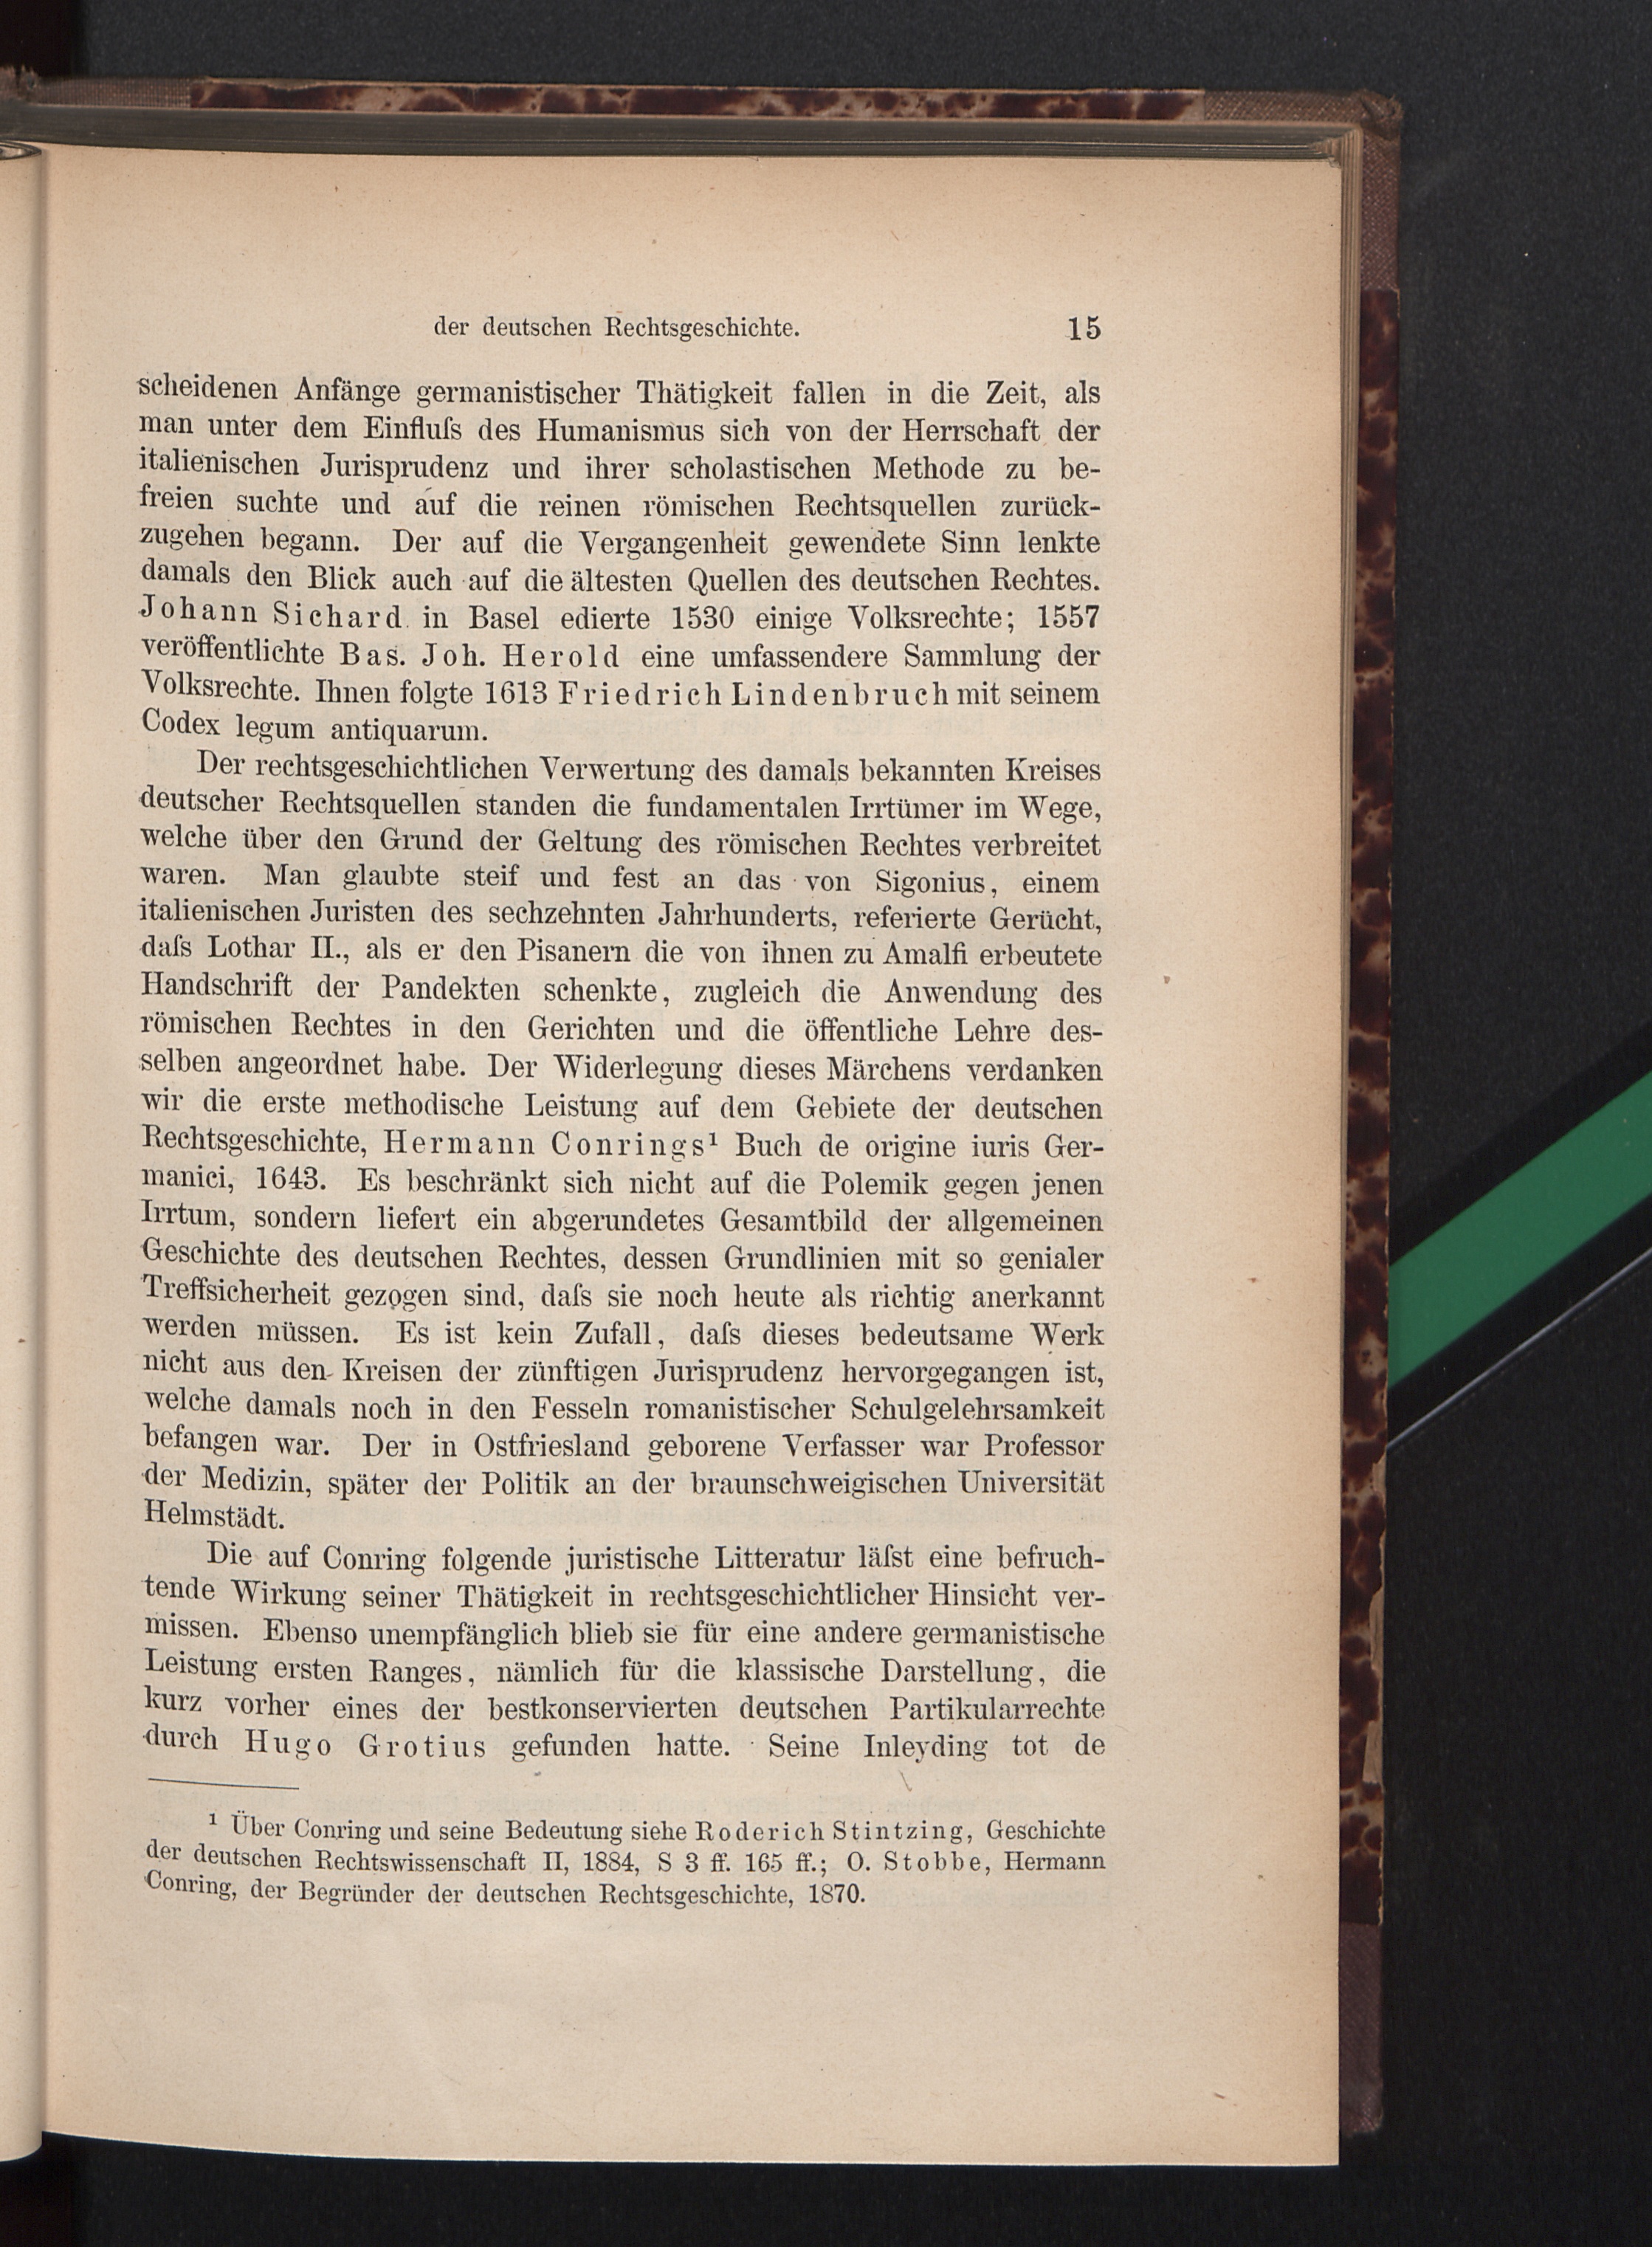 der deutschen Rechtsgeschichte. 15
scheidenen Anfänge germanistischer Thätigkeit fallen in die Zeit, als
man unter dem Einfluſs des Humanismus sich von der Herrschaft der
italienischen Jurisprudenz und ihrer scholastischen Methode zu be-
freien suchte und auf die reinen römischen Rechtsquellen zurück-
zugehen begann. Der auf die Vergangenheit gewendete Sinn lenkte
damals den Blick auch auf die ältesten Quellen des deutschen Rechtes.
Johann Sichard in Basel edierte 1530 einige Volksrechte; 1557
veröffentlichte Bas. Joh. Herold eine umfassendere Sammlung der
Volksrechte. Ihnen folgte 1613 Friedrich Lindenbruch mit seinem
Codex legum antiquarum.
Der rechtsgeschichtlichen Verwertung des damals bekannten Kreises
deutscher Rechtsquellen standen die fundamentalen Irrtümer im Wege,
welche über den Grund der Geltung des römischen Rechtes verbreitet
waren. Man glaubte steif und fest an das von Sigonius, einem
italienischen Juristen des sechzehnten Jahrhunderts, referierte Gerücht,
daſs Lothar II., als er den Pisanern die von ihnen zu Amalfi erbeutete
Handschrift der Pandekten schenkte, zugleich die Anwendung des
römischen Rechtes in den Gerichten und die öffentliche Lehre des-
selben angeordnet habe. Der Widerlegung dieses Märchens verdanken
wir die erste methodische Leistung auf dem Gebiete der deutschen
Rechtsgeschichte, Hermann Conrings¹ Buch de origine iuris Ger-
manici, 1643. Es beschränkt sich nicht auf die Polemik gegen jenen
Irrtum, sondern liefert ein abgerundetes Gesamtbild der allgemeinen
Geschichte des deutschen Rechtes, dessen Grundlinien mit so genialer
Treffsicherheit gezogen sind, daſs sie noch heute als richtig anerkannt
werden müssen. Es ist kein Zufall, daſs dieses bedeutsame Werk
nicht aus den Kreisen der zünftigen Jurisprudenz hervorgegangen ist,
welche damals noch in den Fesseln romanistischer Schulgelehrsamkeit
befangen war. Der in Ostfriesland geborene Verfasser war Professor
der Medizin, später der Politik an der braunschweigischen Universität
Helmstädt.
Die auf Conring folgende juristische Litteratur läſst eine befruch-
tende Wirkung seiner Thätigkeit in rechtsgeschichtlicher Hinsicht ver-
missen. Ebenso unempfänglich blieb sie für eine andere germanistische
Leistung ersten Ranges, nämlich für die klassische Darstellung, die
kurz vorher eines der bestkonservierten deutschen Partikularrechte
durch Hugo Grotius gefunden hatte. Seine Inleyding tot de
¹ Über Conring und seine Bedeutung siehe Roderich Stintzing, Geschichte
der deutschen Rechtswissenschaft II, 1884, S 3 ff. 165 ff.; O. Stobbe, Hermann
Conring, der Begründer der deutschen Rechtsgeschichte, 1870.